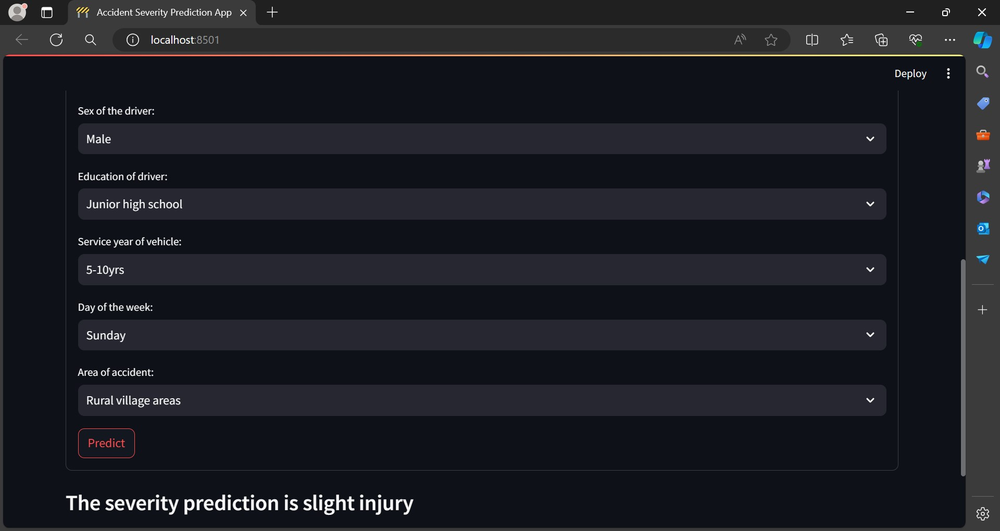 Accident Severity Prediction App
localhost:8501
Deploy
Sex of the driver:
Male
Education of driver:
Junior high school
Service year of vehicle:
5-10yrs
Day of the week:
Sunday
Area of accident:
Rural village areas
Predict
The severity prediction is slight injury